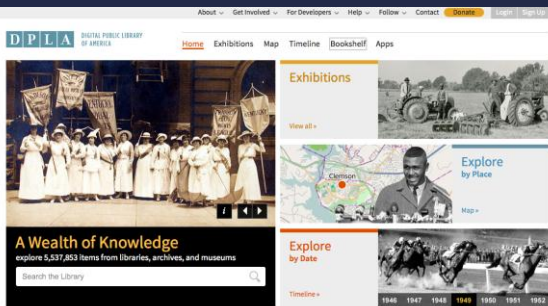 About Get Involved For Developers Help Follow Contact Donate Login Sign Up
DPLA
DIGITAL PUBLIC LIBRARY
OF AMERICA
Home Exhibitions Map Timeline Bookshelf Apps
Exhibitions
View all »
KENTUCKY
Clemson
Explore
by Place
Map »
i
A Wealth of Knowledge
explore 5,537,853 items from libraries, archives, and museums
Search the Library
Explore
by Date
Timeline »
1946 1947 1948 1949 1950 1951 1952